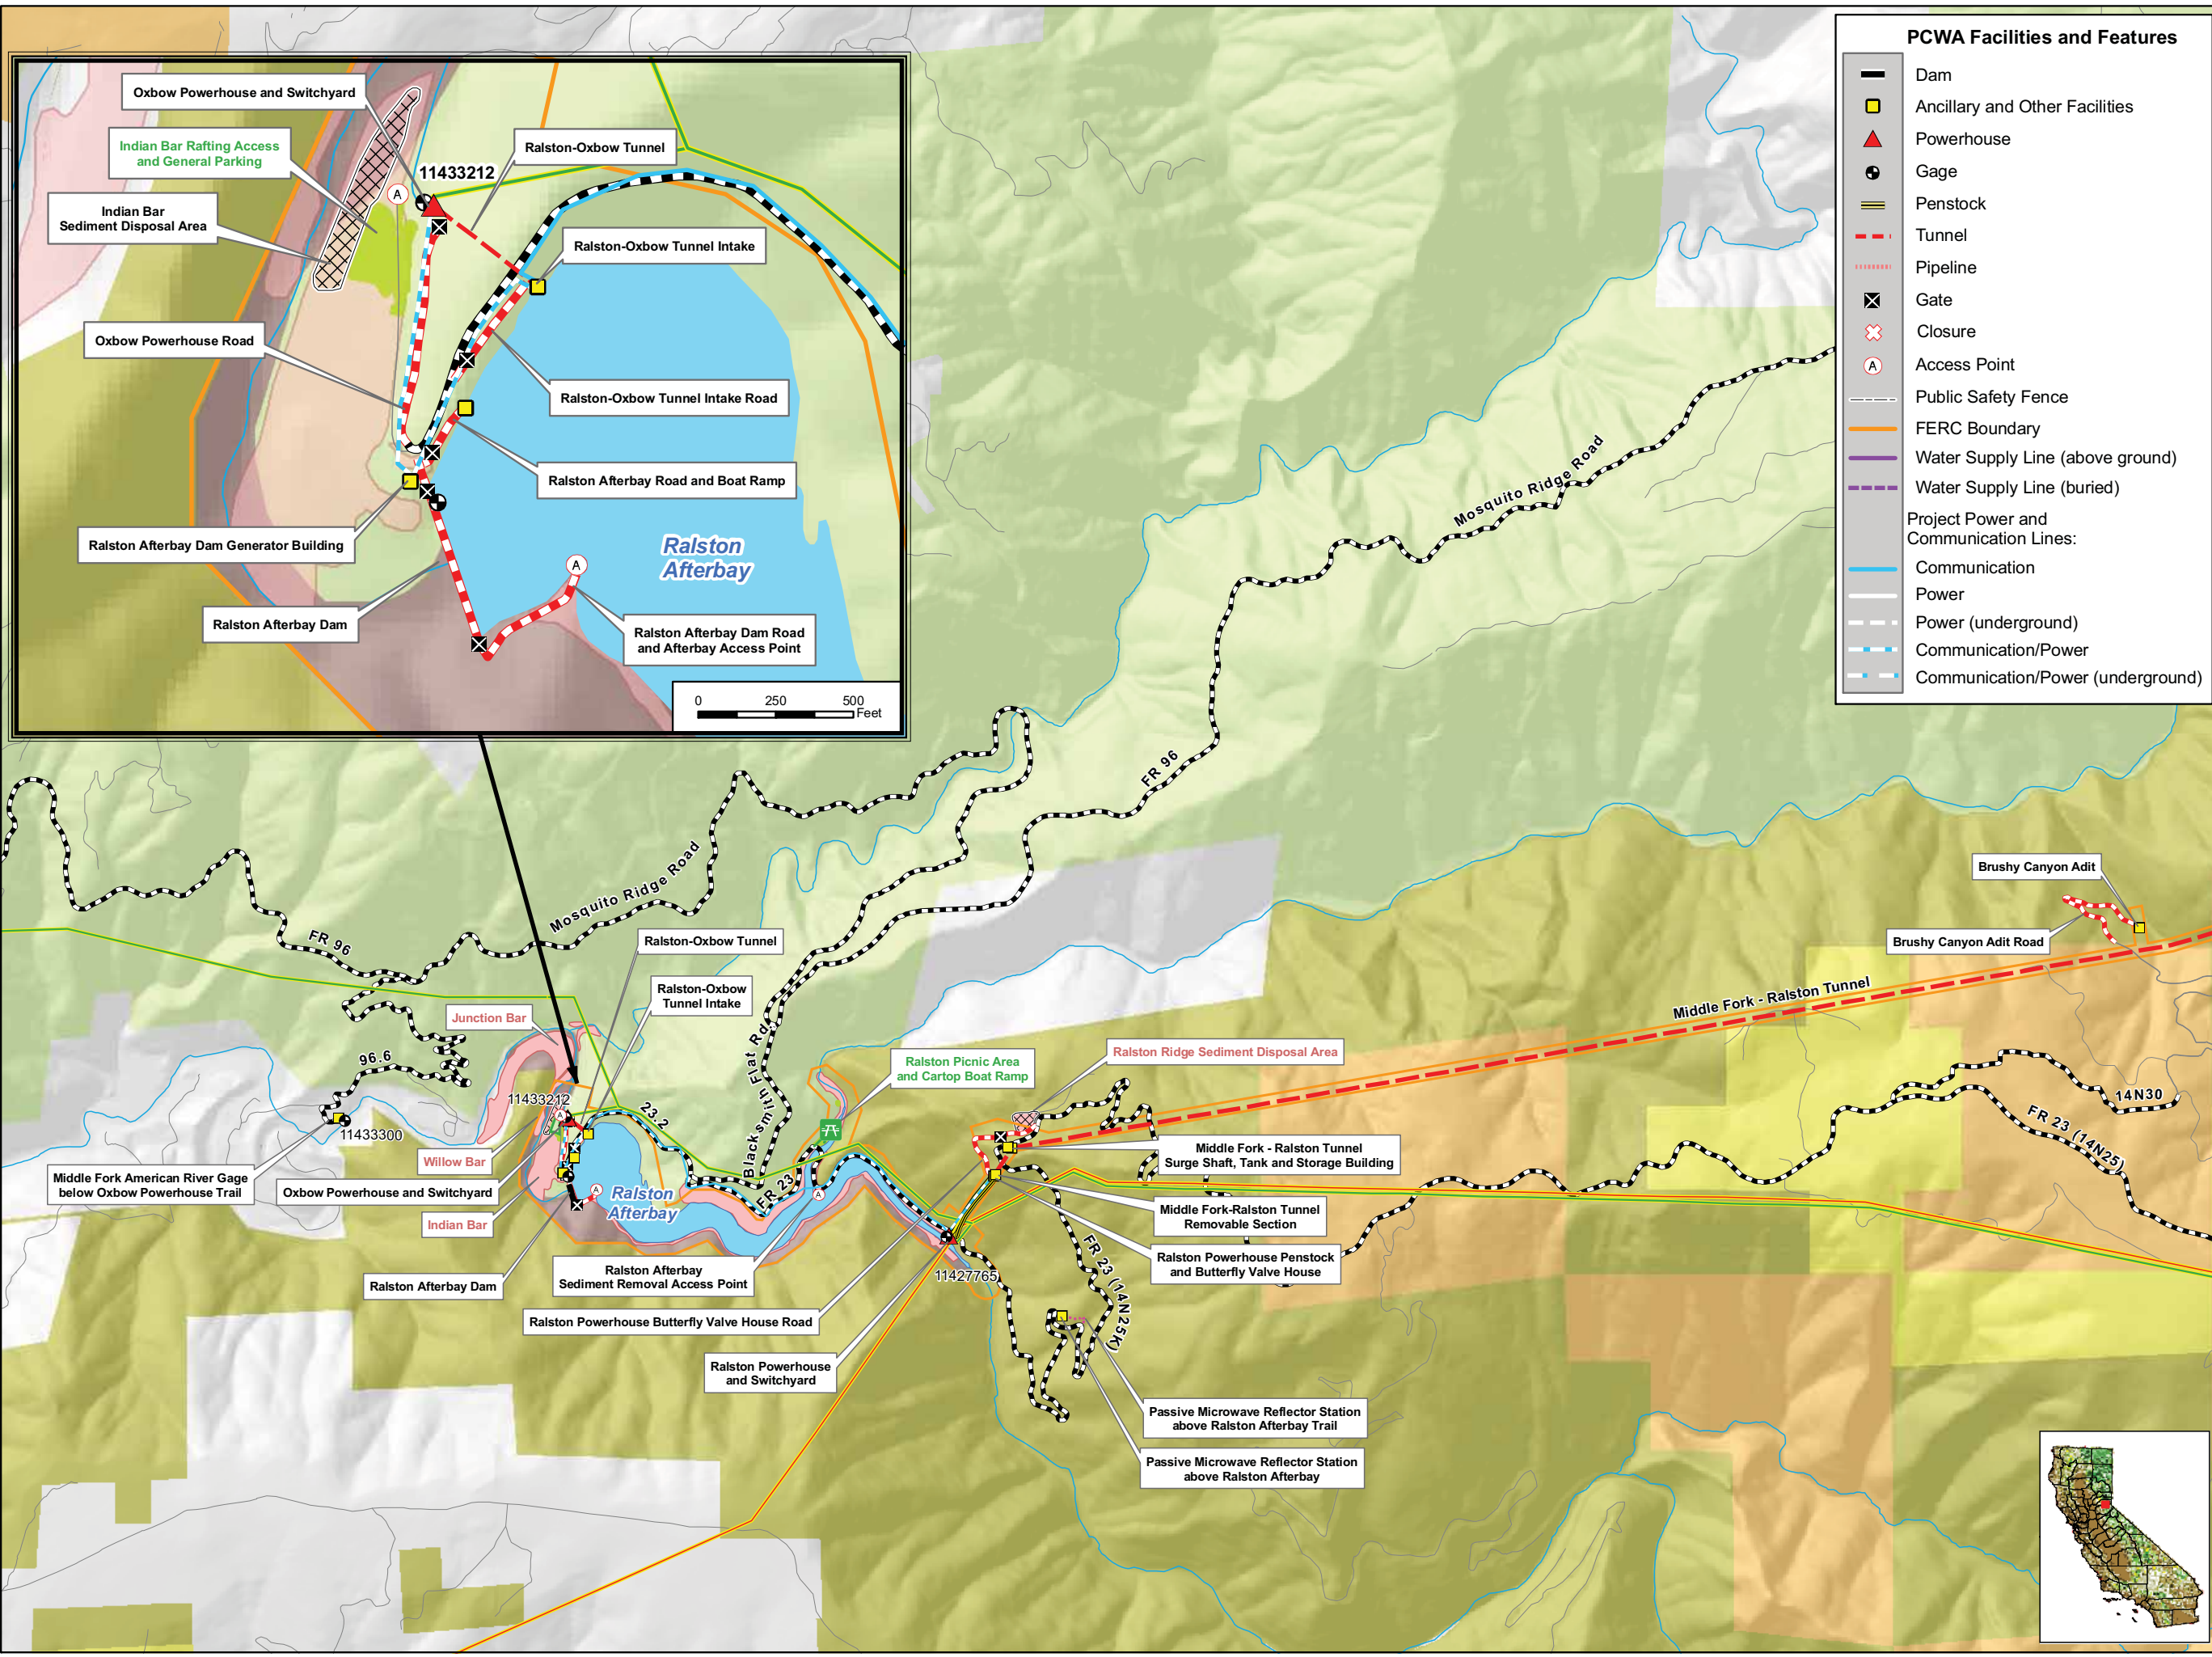 Oxbow Powerhouse and Switchyard
Indian Bar Rafting Access
and General Parking
11433212
Ralston-Oxbow Tunnel
Indian Bar
Sediment Disposal Area
A
Ralston-Oxbow Tunnel Intake
Oxbow Powerhouse Road
Ralston-Oxbow Tunnel Intake Road
Ralston Afterbay Road and Boat Ramp
Ralston Afterbay Dam Generator Building
Ralston
Afterbay
A
Ralston Afterbay Dam
Ralston Afterbay Dam Road
and Afterbay Access Point
0 250 500
Feet
PCWA Facilities and Features
Dam
Ancillary and Other Facilities
Powerhouse
Gage
Penstock
Tunnel
Pipeline
Gate
Closure
A Access Point
Public Safety Fence
FERC Boundary
Water Supply Line (above ground)
Water Supply Line (buried)
Project Power and
Communication Lines:
Communication
Power
Power (underground)
Communication/Power
Communication/Power (underground)
Mosquito Ridge Road
FR 96
Mosquito Ridge Road
FR 96
Brushy Canyon Adit
Brushy Canyon Adit Road
Middle Fork - Ralston Tunnel
Ralston-Oxbow Tunnel
Ralston-Oxbow
Tunnel Intake
Junction Bar
96.6
11433212
A
11433300
23.2
Blacksmith Flat Rd
Ralston Picnic Area
and Cartop Boat Ramp
Ralston Ridge Sediment Disposal Area
14N30
FR 23 (14N25)
Willow Bar
Middle Fork American River Gage
below Oxbow Powerhouse Trail
Oxbow Powerhouse and Switchyard
Indian Bar
A
Ralston
Afterbay
FR 23
A
Middle Fork - Ralston Tunnel
Surge Shaft, Tank and Storage Building
Middle Fork-Ralston Tunnel
Removable Section
Ralston Powerhouse Penstock
and Butterfly Valve House
FR 23 (14N25K)
11427765
Ralston Afterbay Dam
Ralston Afterbay
Sediment Removal Access Point
Ralston Powerhouse Butterfly Valve House Road
Ralston Powerhouse
and Switchyard
Passive Microwave Reflector Station
above Ralston Afterbay Trail
Passive Microwave Reflector Station
above Ralston Afterbay